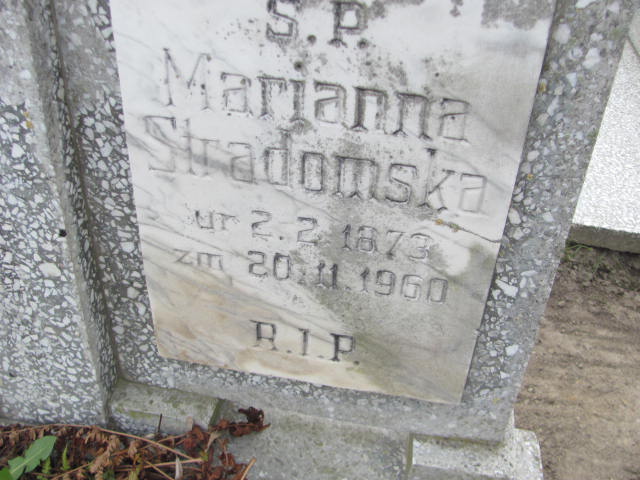 S.P.
Marianna
Stradomska
ur 2.2 1873
zm 20.11 1960
R.I.P.